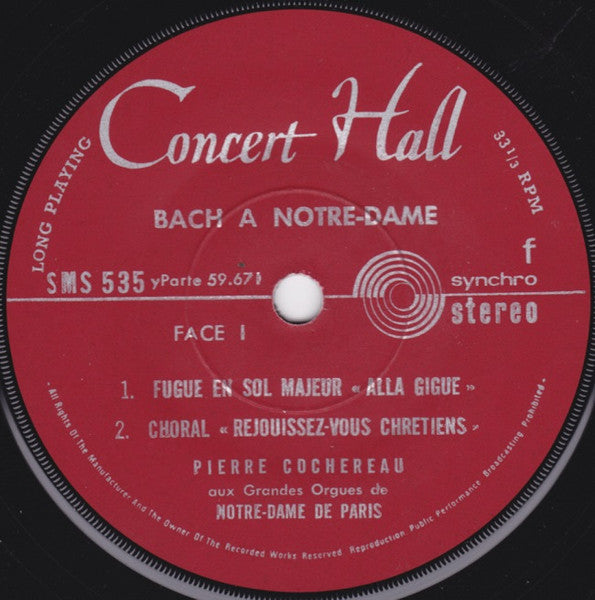 Concert Hall
LONG PLAYING
33 1/3 RPM
BACH A NOTRE-DAME
f
SMS 535 yParte 59.671
synchro
stereo
FACE I
1. FUGUE EN SOL MAJEUR « ALLA GIGUE »
2. CHORAL « REJOUISSEZ-VOUS CHRETIENS »
PIERRE COCHEREAU
aux Grandes Orgues de
NOTRE-DAME DE PARIS
- All Rights Of The Manufacturer And The Owner Of The Recorded Works Reserved. Reproduction Public Performance Broadcasting Prohibited -